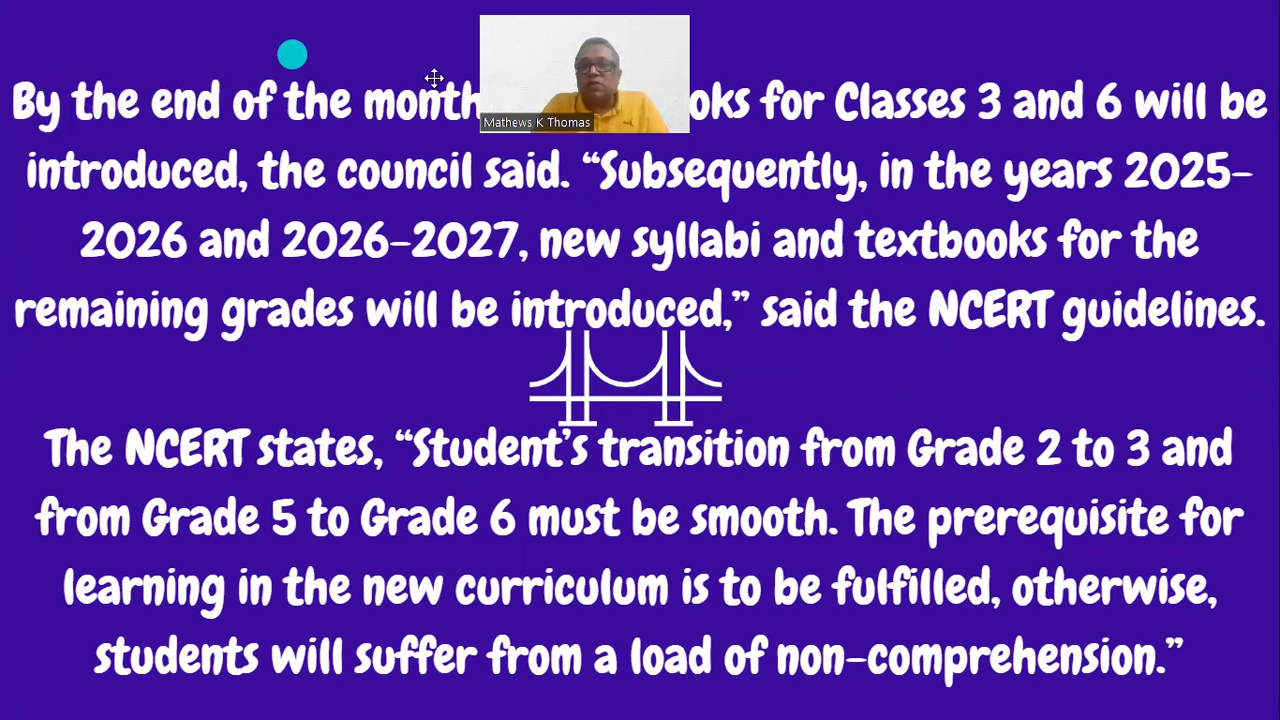 By the end of the month oks for Classes 3 and 6 will be
Mathews K Thomas
introduced, the council said. “Subsequently, in the years 2025-
2026 and 2026-2027, new syllabi and textbooks for the
remaining grades will be introduced,” said the NCERT guidelines.
The NCERT states, “Student’s transition from Grade 2 to 3 and
from Grade 5 to Grade 6 must be smooth. The prerequisite for
learning in the new curriculum is to be fulfilled, otherwise,
students will suffer from a load of non-comprehension.”